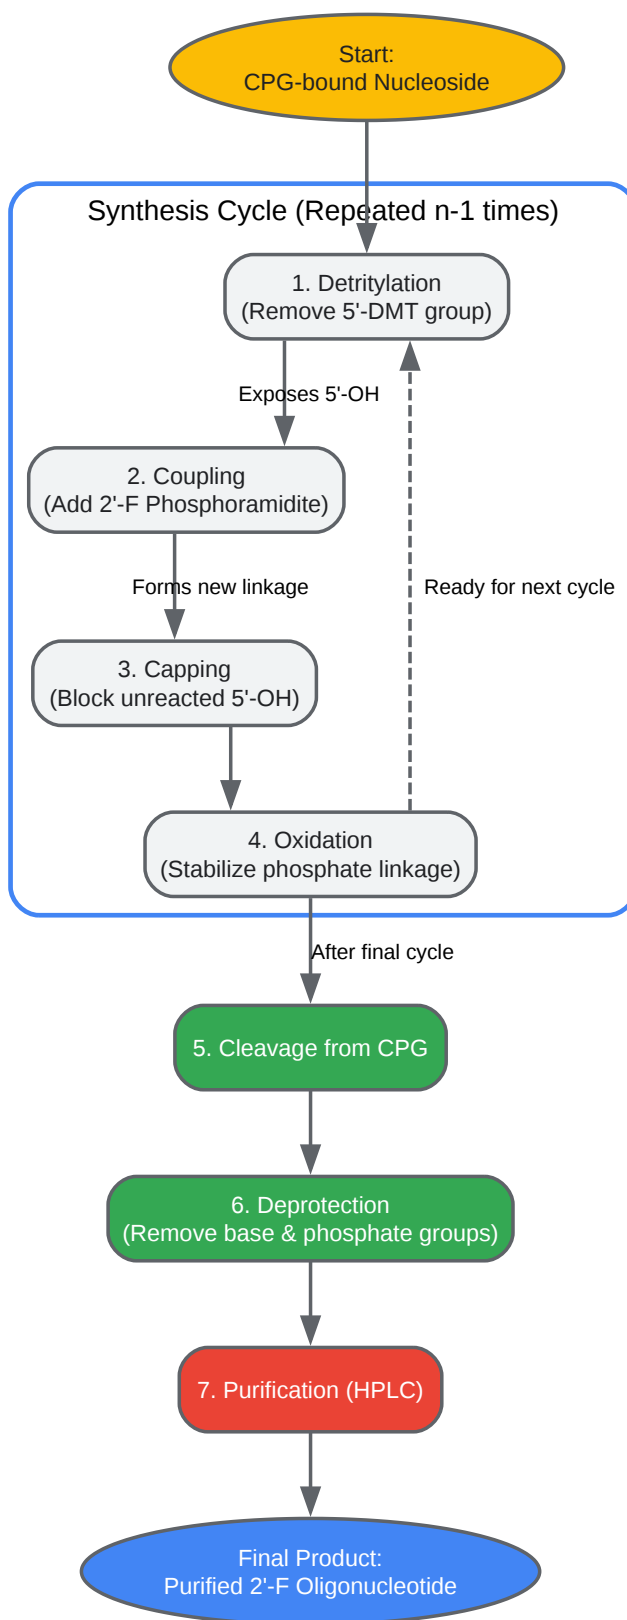 Start:
CPG-bound Nucleoside
Synthesis Cycle (Repeated n-1 times)
1. Detritylation
(Remove 5'-DMT group)
Exposes 5'-OH
2. Coupling
(Add 2'-F Phosphoramidite)
Forms new linkage
Ready for next cycle
3. Capping
(Block unreacted 5'-OH)
4. Oxidation
(Stabilize phosphate linkage)
After final cycle
5. Cleavage from CPG
6. Deprotection
(Remove base & phosphate groups)
7. Purification (HPLC)
Final Product:
Purified 2'-F Oligonucleotide